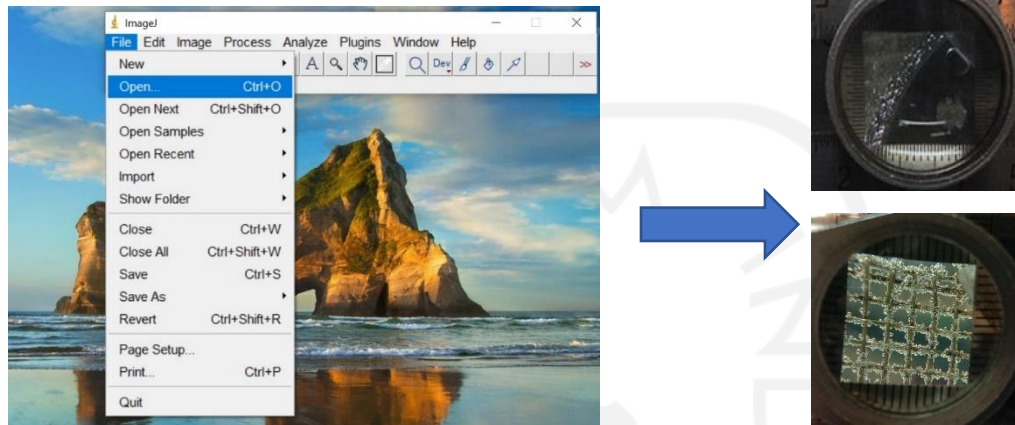 ImageJ
File Edit Image Process Analyze Plugins Window Help
A Dev >>
New
Open... Ctrl+O
Open Next Ctrl+Shift+O
Open Samples
Open Recent
Import
Show Folder
Close Ctrl+W
Close All Ctrl+Shift+W
Save Ctrl+S
Save As
Revert Ctrl+Shift+R
Page Setup...
Print... Ctrl+P
Quit
2